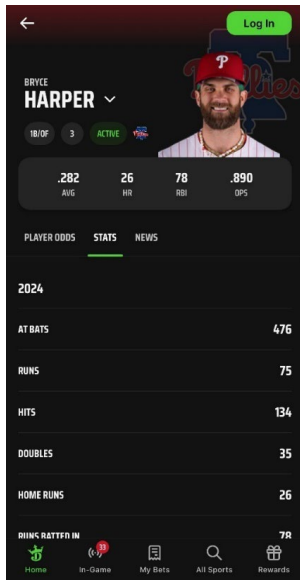 Log In
Phillies
P
BRYCE
HARPER
1B/OF 3 ACTIVE
.282 26 78 .890
AVG HR RBI OPS
PLAYER ODDS STATS NEWS
2024
AT BATS 476
RUNS 75
HITS 134
DOUBLES 35
HOME RUNS 26
RUNS BATTED IN 78
33
Home In-Game My Bets All Sports Rewards